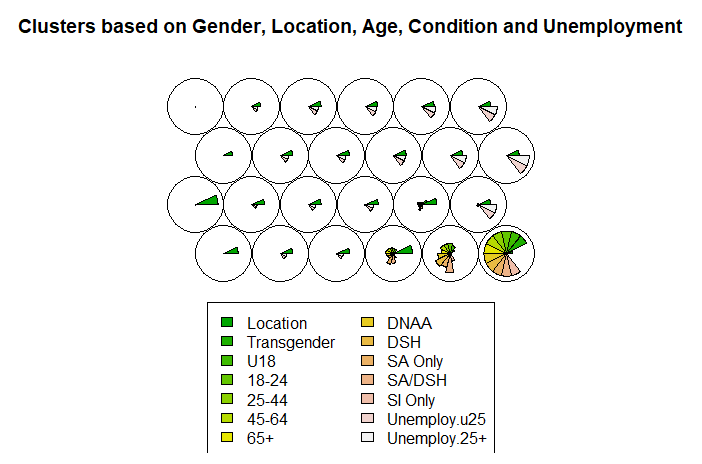 Clusters based on Gender, Location, Age, Condition and Unemployment
Location
Transgender
U18
18-24
25-44
45-64
65+
DNAA
DSH
SA Only
SA/DSH
SI Only
Unemploy.u25
Unemploy.25+